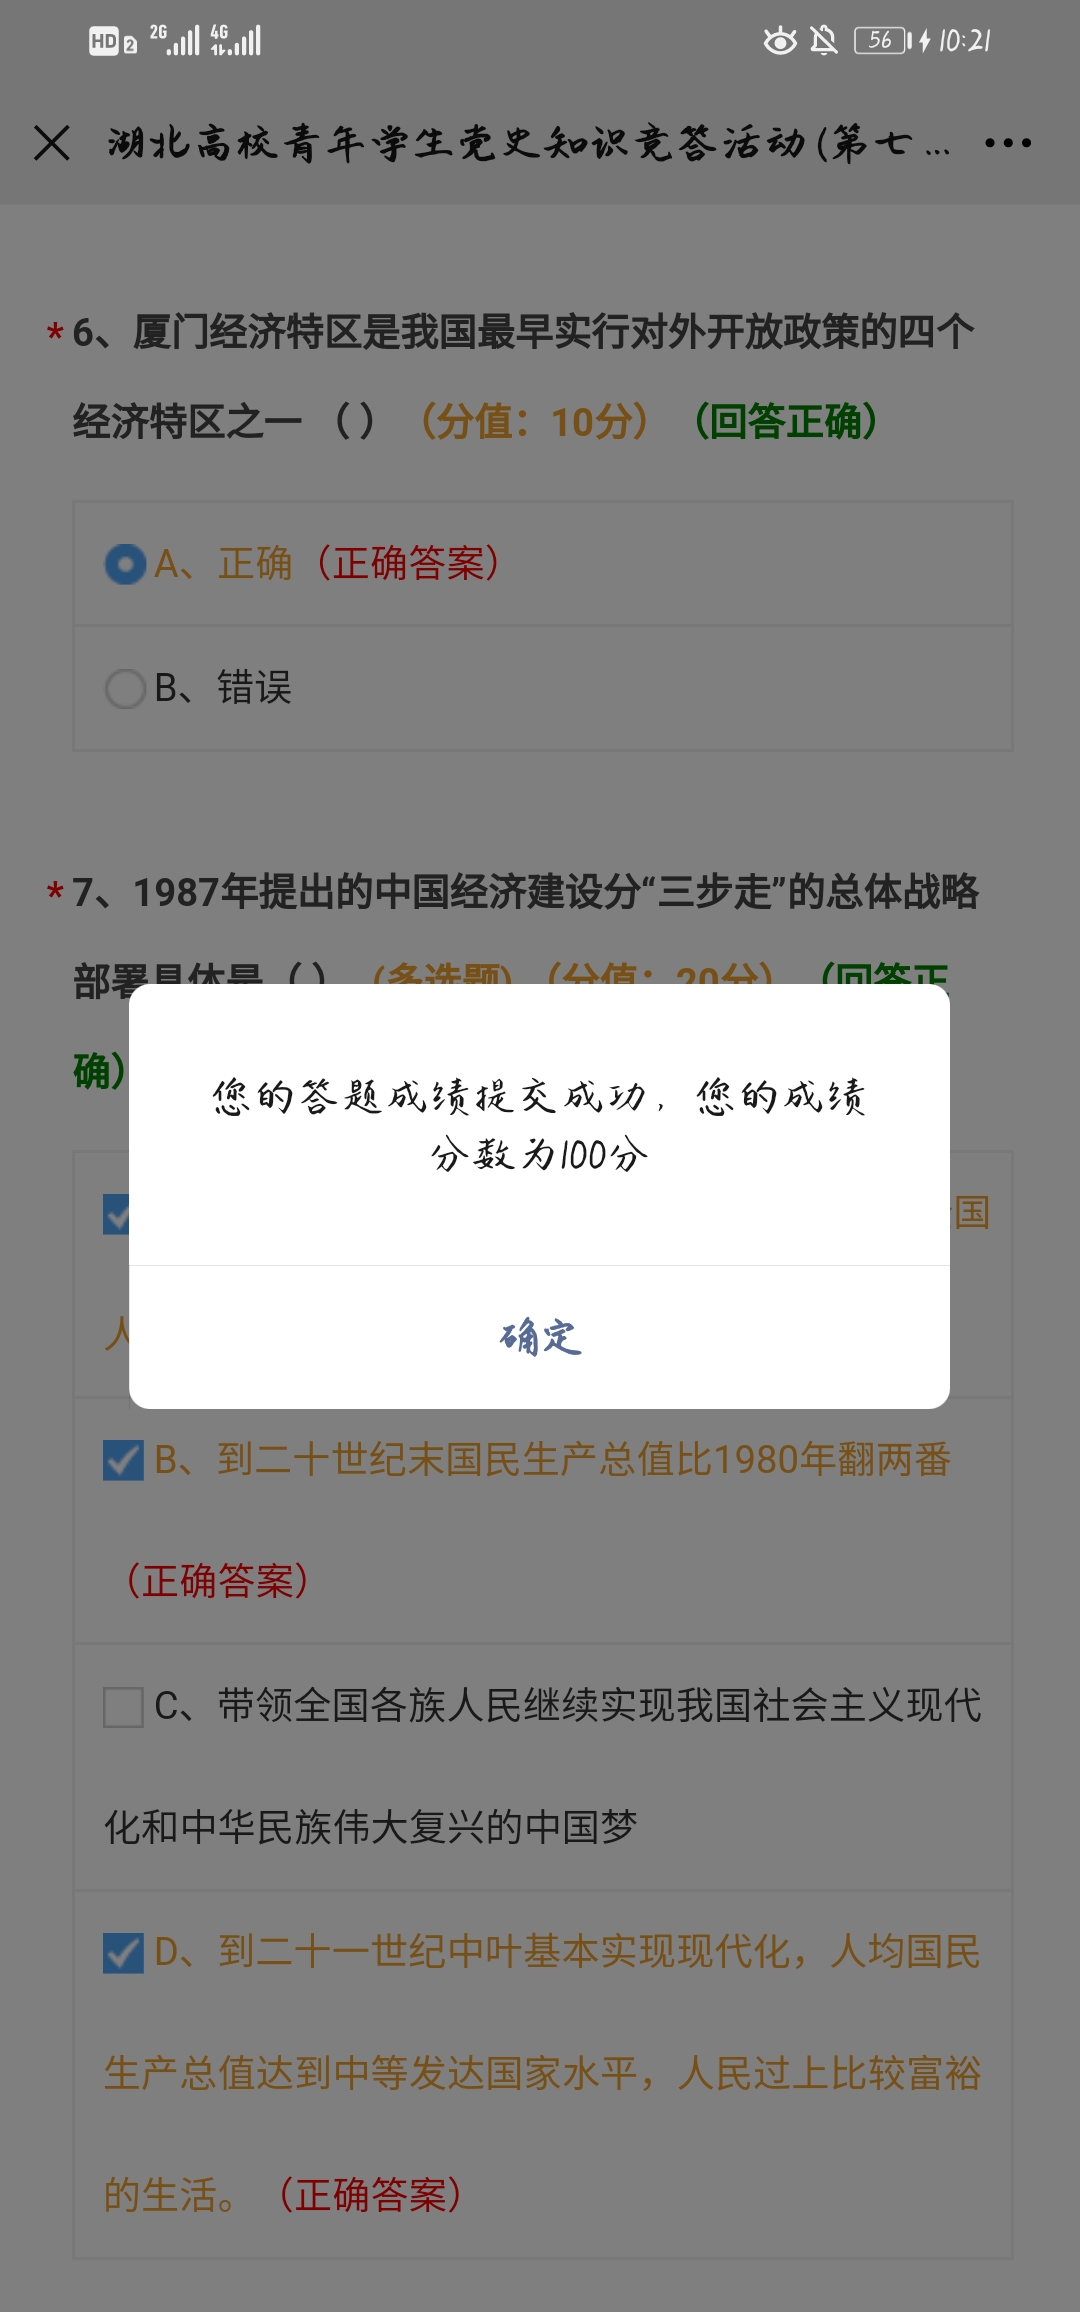 HD 2 2G 4G 56 10:21
湖北高校青年学生党史知识竞答活动(第七...
*6、厦门经济特区是我国最早实行对外开放政策的四个
经济特区之一 （ ）（分值：10分）（回答正确）
A、正确（正确答案）
B、错误
*7、1987年提出的中国经济建设分“三步走”的总体战略
部署具体是（ ）（多选题）（分值：20分）（回答正
确）
您的答题成绩提交成功，您的成绩
分数为100分
国
人
确定
B、到二十世纪末国民生产总值比1980年翻两番
（正确答案）
C、带领全国各族人民继续实现我国社会主义现代
化和中华民族伟大复兴的中国梦
D、到二十一世纪中叶基本实现现代化，人均国民
生产总值达到中等发达国家水平，人民过上比较富裕
的生活。（正确答案）